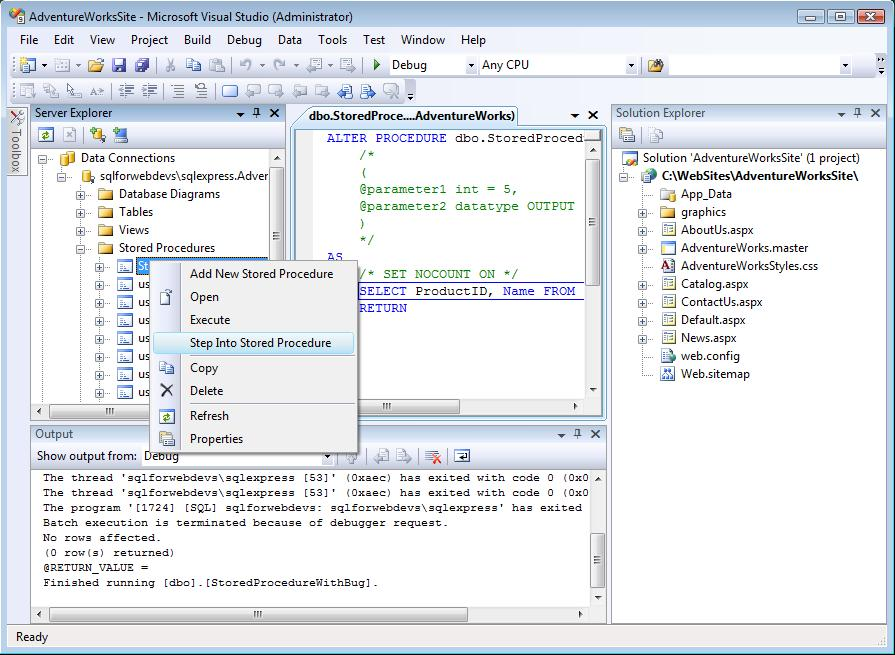 AdventureWorksSite - Microsoft Visual Studio (Administrator)
File Edit View Project Build Debug Data Tools Test Window Help
Debug Any CPU
Toolbox
Server Explorer
Data Connections
sqlforwebdevs\sqlexpress.Adver
Database Diagrams
Tables
Views
Stored Procedures
St
us
us
us
us
us
us
us
Add New Stored Procedure
Open
Execute
Step Into Stored Procedure
Copy
Delete
Refresh
Properties
dbo.StoredProce....AdventureWorks)
ALTER PROCEDURE dbo.StoredProced
/*
(
@parameter1 int = 5,
@parameter2 datatype OUTPUT
)
*/
AS
/* SET NOCOUNT ON */
SELECT ProductID, Name FROM
RETURN
Solution Explorer
Solution 'AdventureWorksSite' (1 project)
C:\WebSites\AdventureWorksSite\
App_Data
graphics
AboutUs.aspx
AdventureWorks.master
AdventureWorksStyles.css
Catalog.aspx
ContactUs.aspx
Default.aspx
News.aspx
web.config
Web.sitemap
Output
Show output from: Debug
The thread 'sqlforwebdevs\sqlexpress [53]' (0xaec) has exited with code 0 (0x0
The thread 'sqlforwebdevs\sqlexpress [53]' (0xaec) has exited with code 0 (0x0
The program '[1724] [SQL] sqlforwebdevs: sqlforwebdevs\sqlexpress' has exited
Batch execution is terminated because of debugger request.
No rows affected.
(0 row(s) returned)
@RETURN_VALUE =
Finished running [dbo].[StoredProcedureWithBug].
Ready